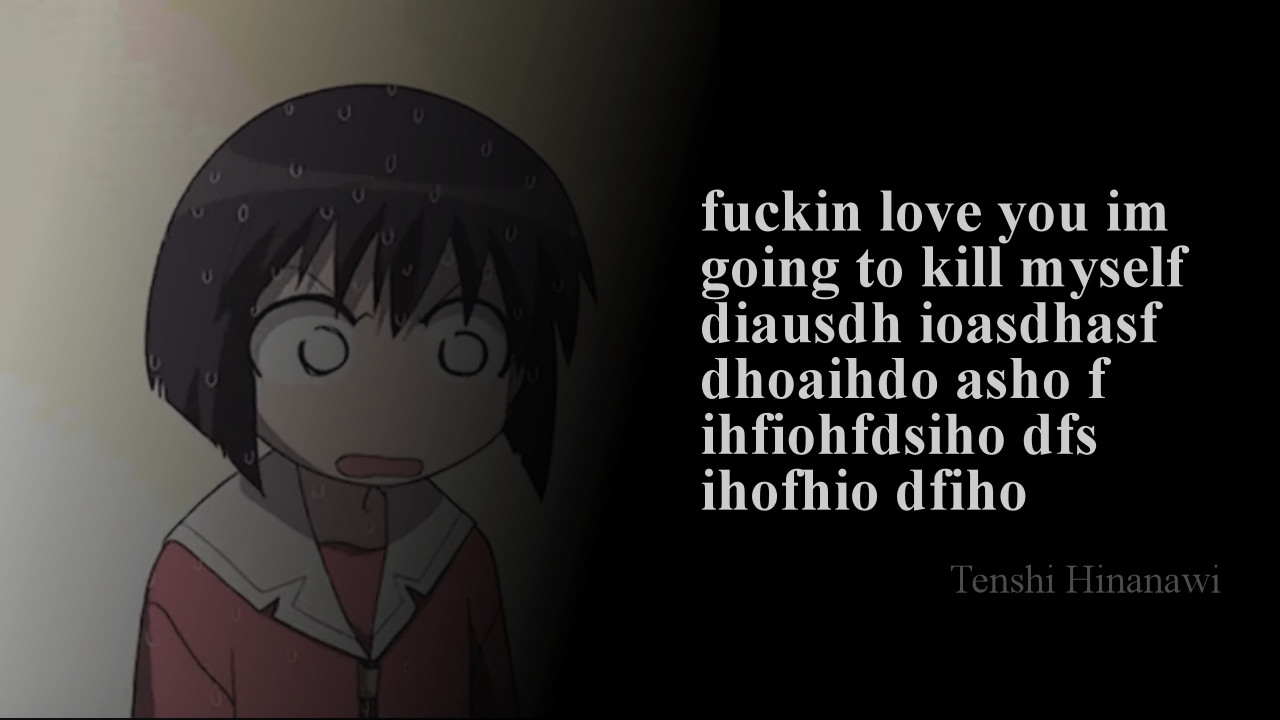 fuckin love you im
going to kill myself
diausdh ioasdhasf
dhoaihdo asho f
ihfiohfdsiho dfs
ihofhio dfiho
Tenshi Hinanawi